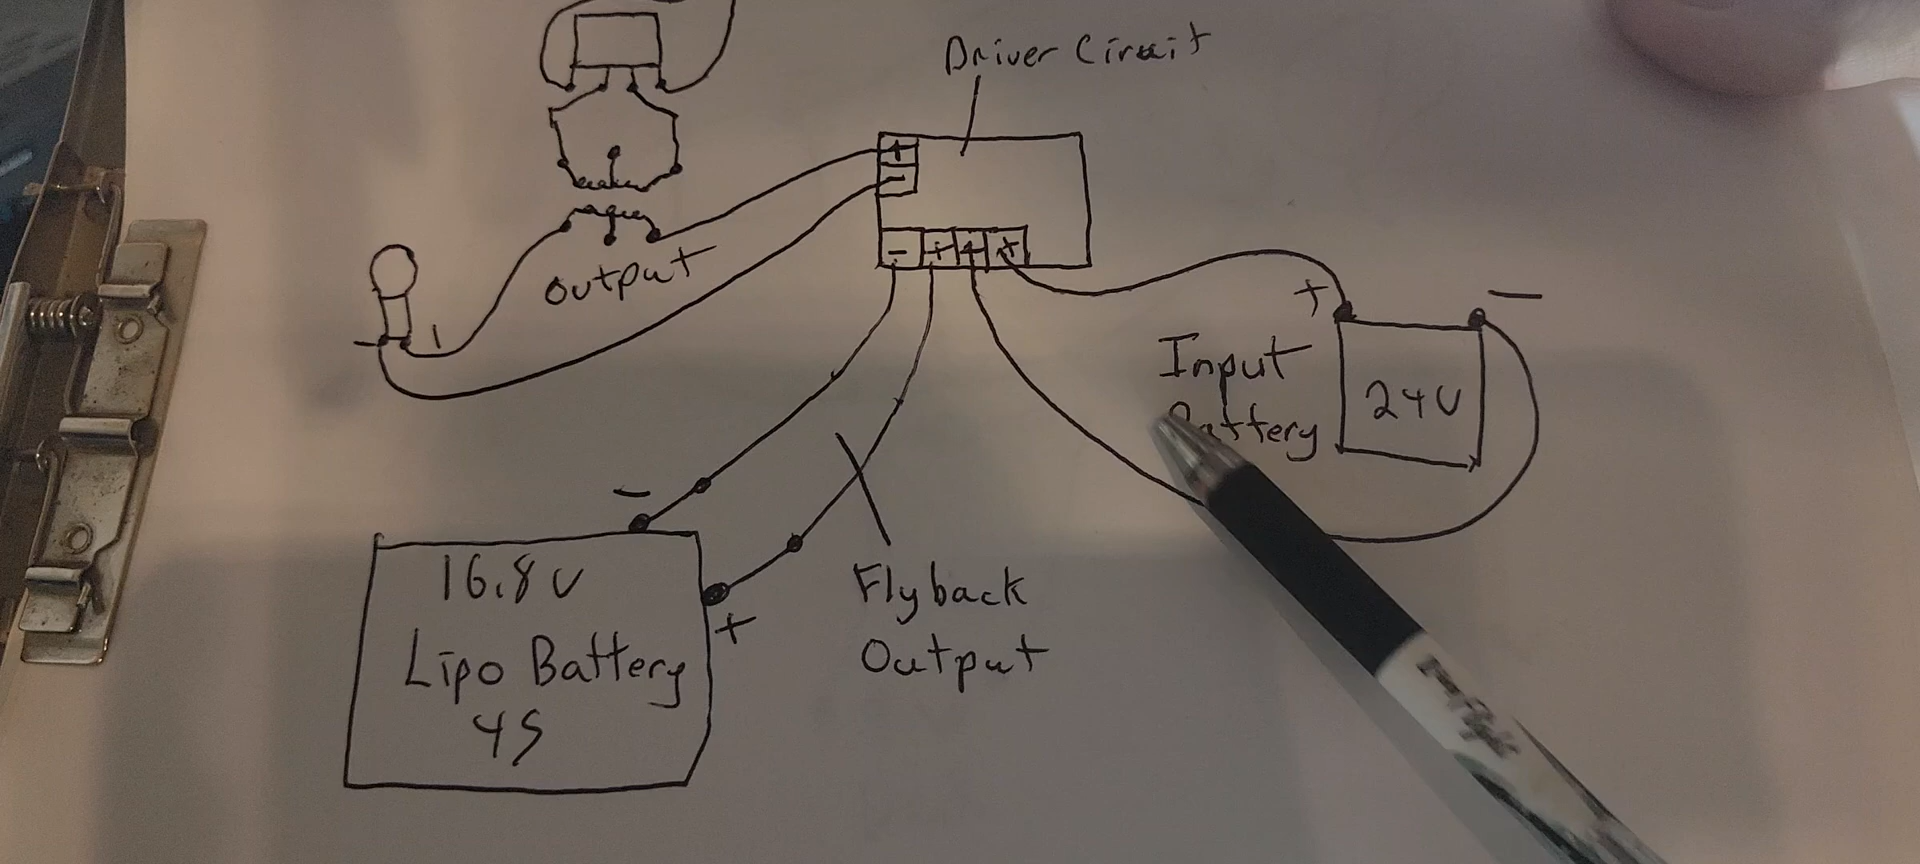 Driver Circuit
+
-
Output
- + + +
-
+ -
Input
Battery
24V
-
16.8V
Lipo Battery
4S
+
Flyback
Output